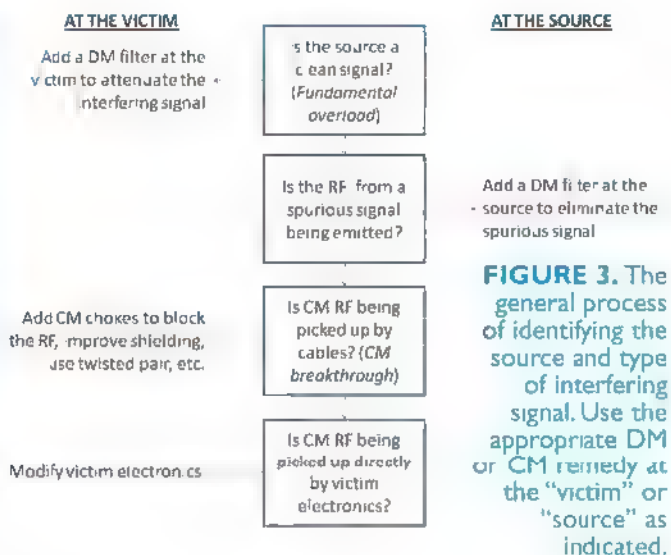 AT THE VICTIM
Add a DM filter at the
victim to attenuate the
interfering signal
Add CM chokes to block
the RF, improve shielding,
use twisted pair, etc.
Modify victim electronics
Is the source a
clean signal?
(Fundamental
overload)
Is the RF from a
spurious signal
being emitted?
Is CM RF being
picked up by
cables? (CM
breakthrough)
Is CM RF being
picked up directly
by victim
electronics?
AT THE SOURCE
Add a DM filter at the
source to eliminate the
spurious signal
FIGURE 3. The
general process
of identifying the
source and type
of interfering
signal. Use the
appropriate DM
or CM remedy at
the “victim” or
“source” as
indicated.